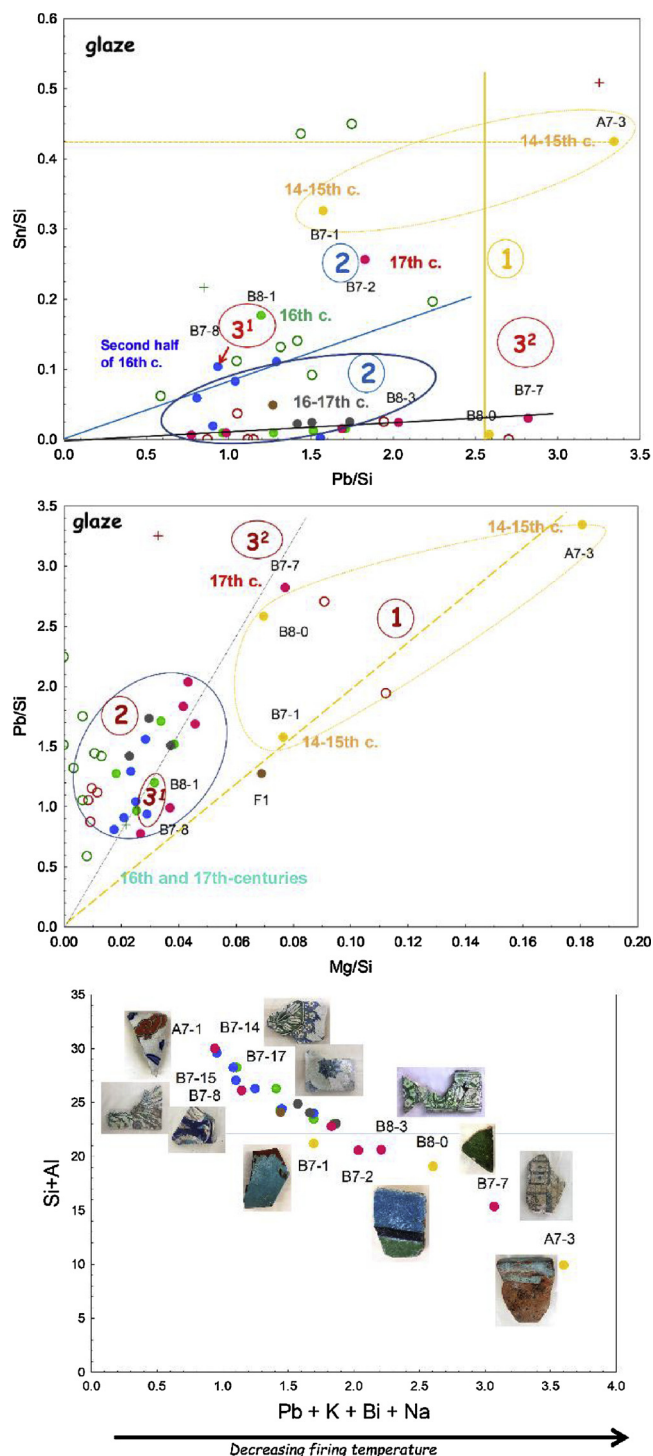 glaze
0.6
0.5
0.4
0.3
0.2
0.1
0.0
Sn/Si
0.0
0.5
1.0
1.5
2.0
2.5
3.0
3.5
Pb/Si
A7-3
14-15th c.
14-15th c.
B7-1
2
17th c.
B7-2
1
B8-1
16th c.
3¹
B7-8
Second half
of 16th c.
2
3²
16-17th c.
B8-3
B8-0
B7-7
glaze
3.5
3.0
2.5
2.0
1.5
1.0
0.5
0.0
Pb/Si
0.00
0.02
0.04
0.06
0.08
0.10
0.12
0.14
0.16
0.18
0.20
Mg/Si
3²
14-15th c.
A7-3
17th c.
B7-7
B8-0
1
2
B7-1
14-15th c.
B8-1
3¹
F1
B7-8
16th and 17th-centuries
35
30
25
20
15
10
5
0
Si+Al
0.0
0.5
1.0
1.5
2.0
2.5
3.0
3.5
4.0
Pb + K + Bi + Na
A7-1
B7-14
B7-17
B7-15
B7-8
B7-1
B7-2
B8-3
B8-0
B7-7
A7-3
Decreasing firing temperature